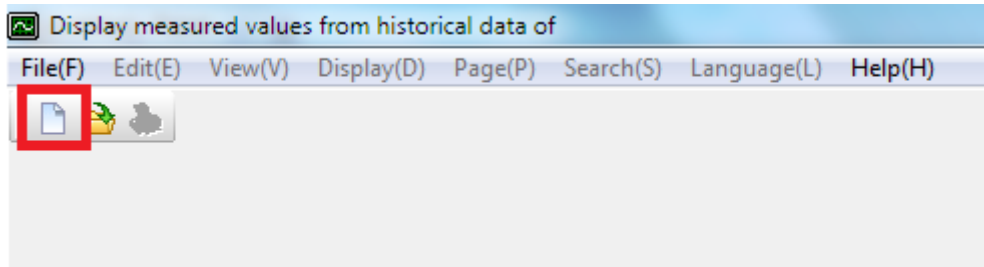 Display measured values from historical data of
File(F) Edit(E) View(V) Display(D) Page(P) Search(S) Language(L) Help(H)